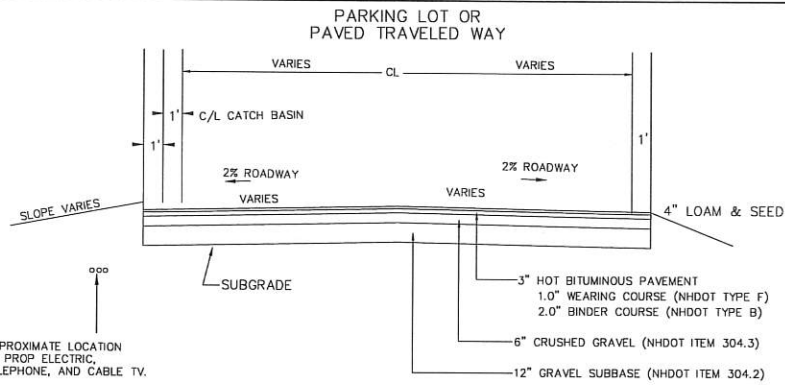 PARKING LOT OR
PAVED TRAVELED WAY
VARIES CL VARIES
1' C/L CATCH BASIN
1' 1'
2% ROADWAY 2% ROADWAY
VARIES VARIES
SLOPE VARIES
4" LOAM & SEED
SUBGRADE
3" HOT BITUMINOUS PAVEMENT
1.0" WEARING COURSE (NHDOT TYPE F)
2.0" BINDER COURSE (NHDOT TYPE B)
6" CRUSHED GRAVEL (NHDOT ITEM 304.3)
12" GRAVEL SUBBASE (NHDOT ITEM 304.2)
PROXIMATE LOCATION
PROP ELECTRIC,
LEPHONE, AND CABLE TV.